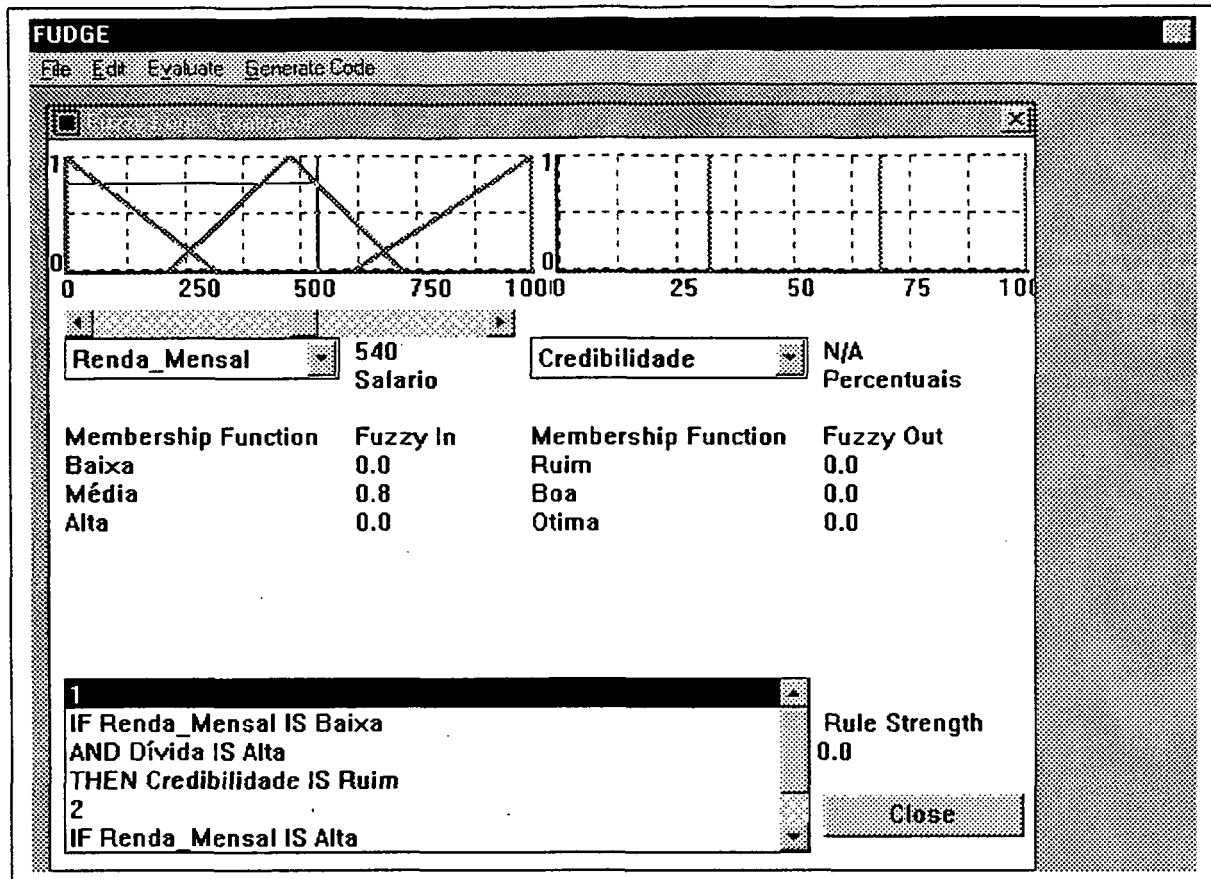 FUDGE
File Edit Evaluate Generate Code
1 1
0 0
0 250 500 750 1000 25 50 75 100
Renda_Mensal 540 Credibilidade N/A
Salario Percentuais
Membership Function Fuzzy In Membership Function Fuzzy Out
Baixa 0.0 Ruim 0.0
Média 0.8 Boa 0.0
Alta 0.0 Otima 0.0
1
IF Renda_Mensal IS Baixa
AND Dívida IS Alta
THEN Credibilidade IS Ruim
2
IF Renda_Mensal IS Alta
Rule Strength
0.0
Close